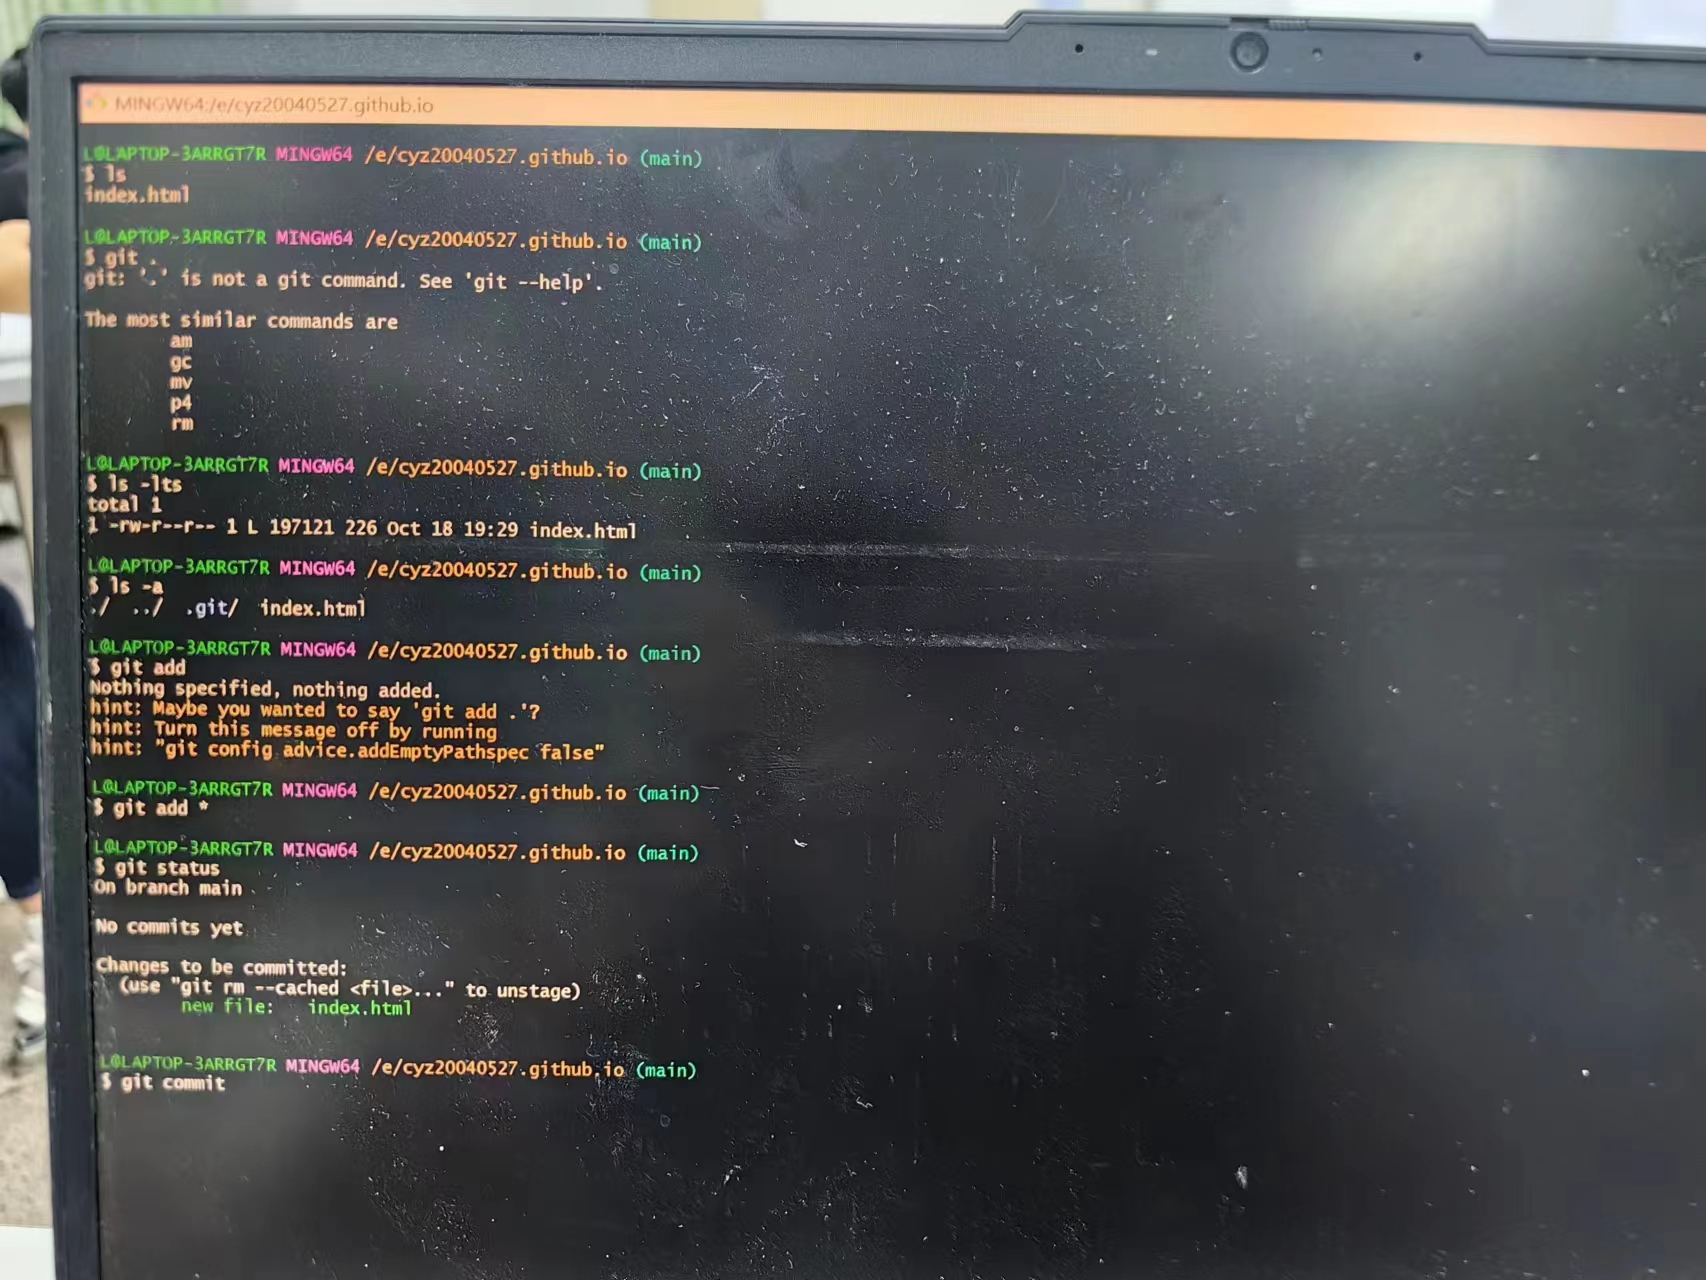 MINGW64:/e/cyz20040527.github.io
L@LAPTOP-3ARRGT7R MINGW64 /e/cyz20040527.github.io (main)
$ ls
index.html
L@LAPTOP-3ARRGT7R MINGW64 /e/cyz20040527.github.io (main)
$ git .
git: '.' is not a git command. See 'git --help'.
The most similar commands are
am
gc
mv
p4
rm
L@LAPTOP-3ARRGT7R MINGW64 /e/cyz20040527.github.io (main)
$ ls -lts
total 1
1 -rw-r--r-- 1 L 197121 226 Oct 18 19:29 index.html
L@LAPTOP-3ARRGT7R MINGW64 /e/cyz20040527.github.io (main)
$ ls -a
./ ../ .git/ index.html
L@LAPTOP-3ARRGT7R MINGW64 /e/cyz20040527.github.io (main)
$ git add
Nothing specified, nothing added.
hint: Maybe you wanted to say 'git add .'?
hint: Turn this message off by running
hint: "git config advice.addEmptyPathspec false"
L@LAPTOP-3ARRGT7R MINGW64 /e/cyz20040527.github.io (main)
$ git add *
L@LAPTOP-3ARRGT7R MINGW64 /e/cyz20040527.github.io (main)
$ git status
On branch main
No commits yet
Changes to be committed:
(use "git rm --cached <file>..." to unstage)
new file: index.html
L@LAPTOP-3ARRGT7R MINGW64 /e/cyz20040527.github.io (main)
$ git commit